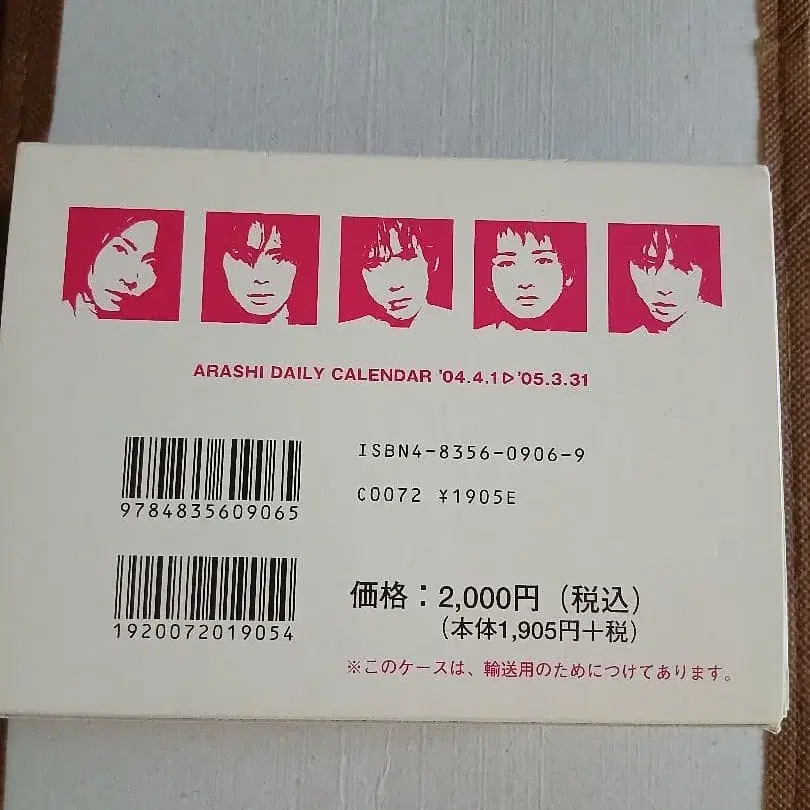 ARASHI DAILY CALENDAR '04.4.1▷'05.3.31
ISBN4-8356-0906-9
C0072 ¥1905E
9784835609065
1920072019054
価格：2,000円（税込）
（本体1,905円＋税）
※このケースは、輸送用のためにつけてあります。